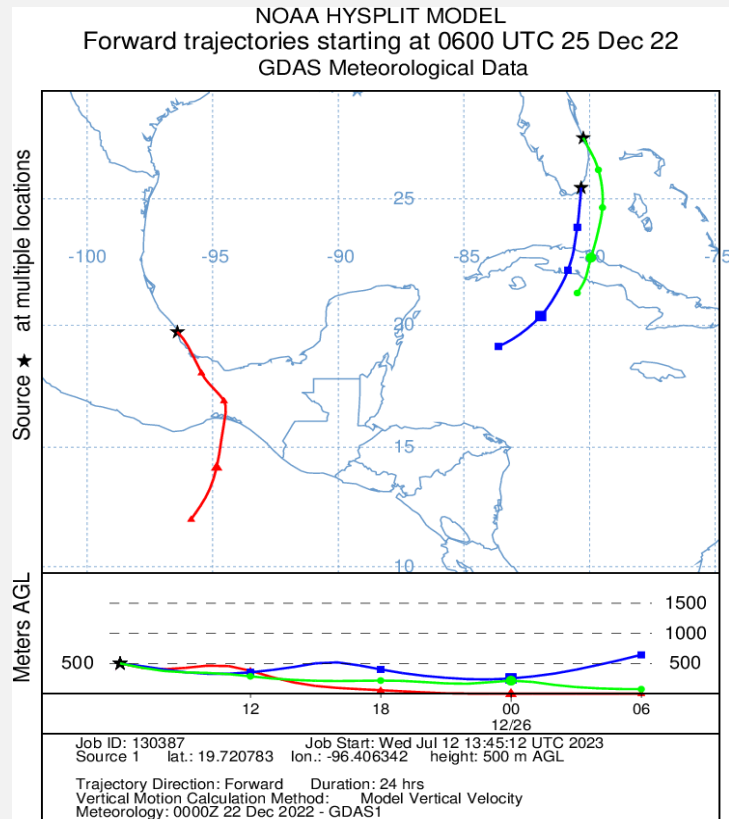 NOAA HYSPLIT MODEL
Forward trajectories starting at 0600 UTC 25 Dec 22
GDAS Meteorological Data
Source ★ at multiple locations
25
-100 -95 -90 -85 -80 -75
20
15
10
Meters AGL
1500
1000
500 500
12 18 00 06
12/26
Job ID: 130387 Job Start: Wed Jul 12 13:45:12 UTC 2023
Source 1 lat.: 19.720783 lon.: -96.406342 height: 500 m AGL
Trajectory Direction: Forward Duration: 24 hrs
Vertical Motion Calculation Method: Model Vertical Velocity
Meteorology: 0000Z 22 Dec 2022 - GDAS1